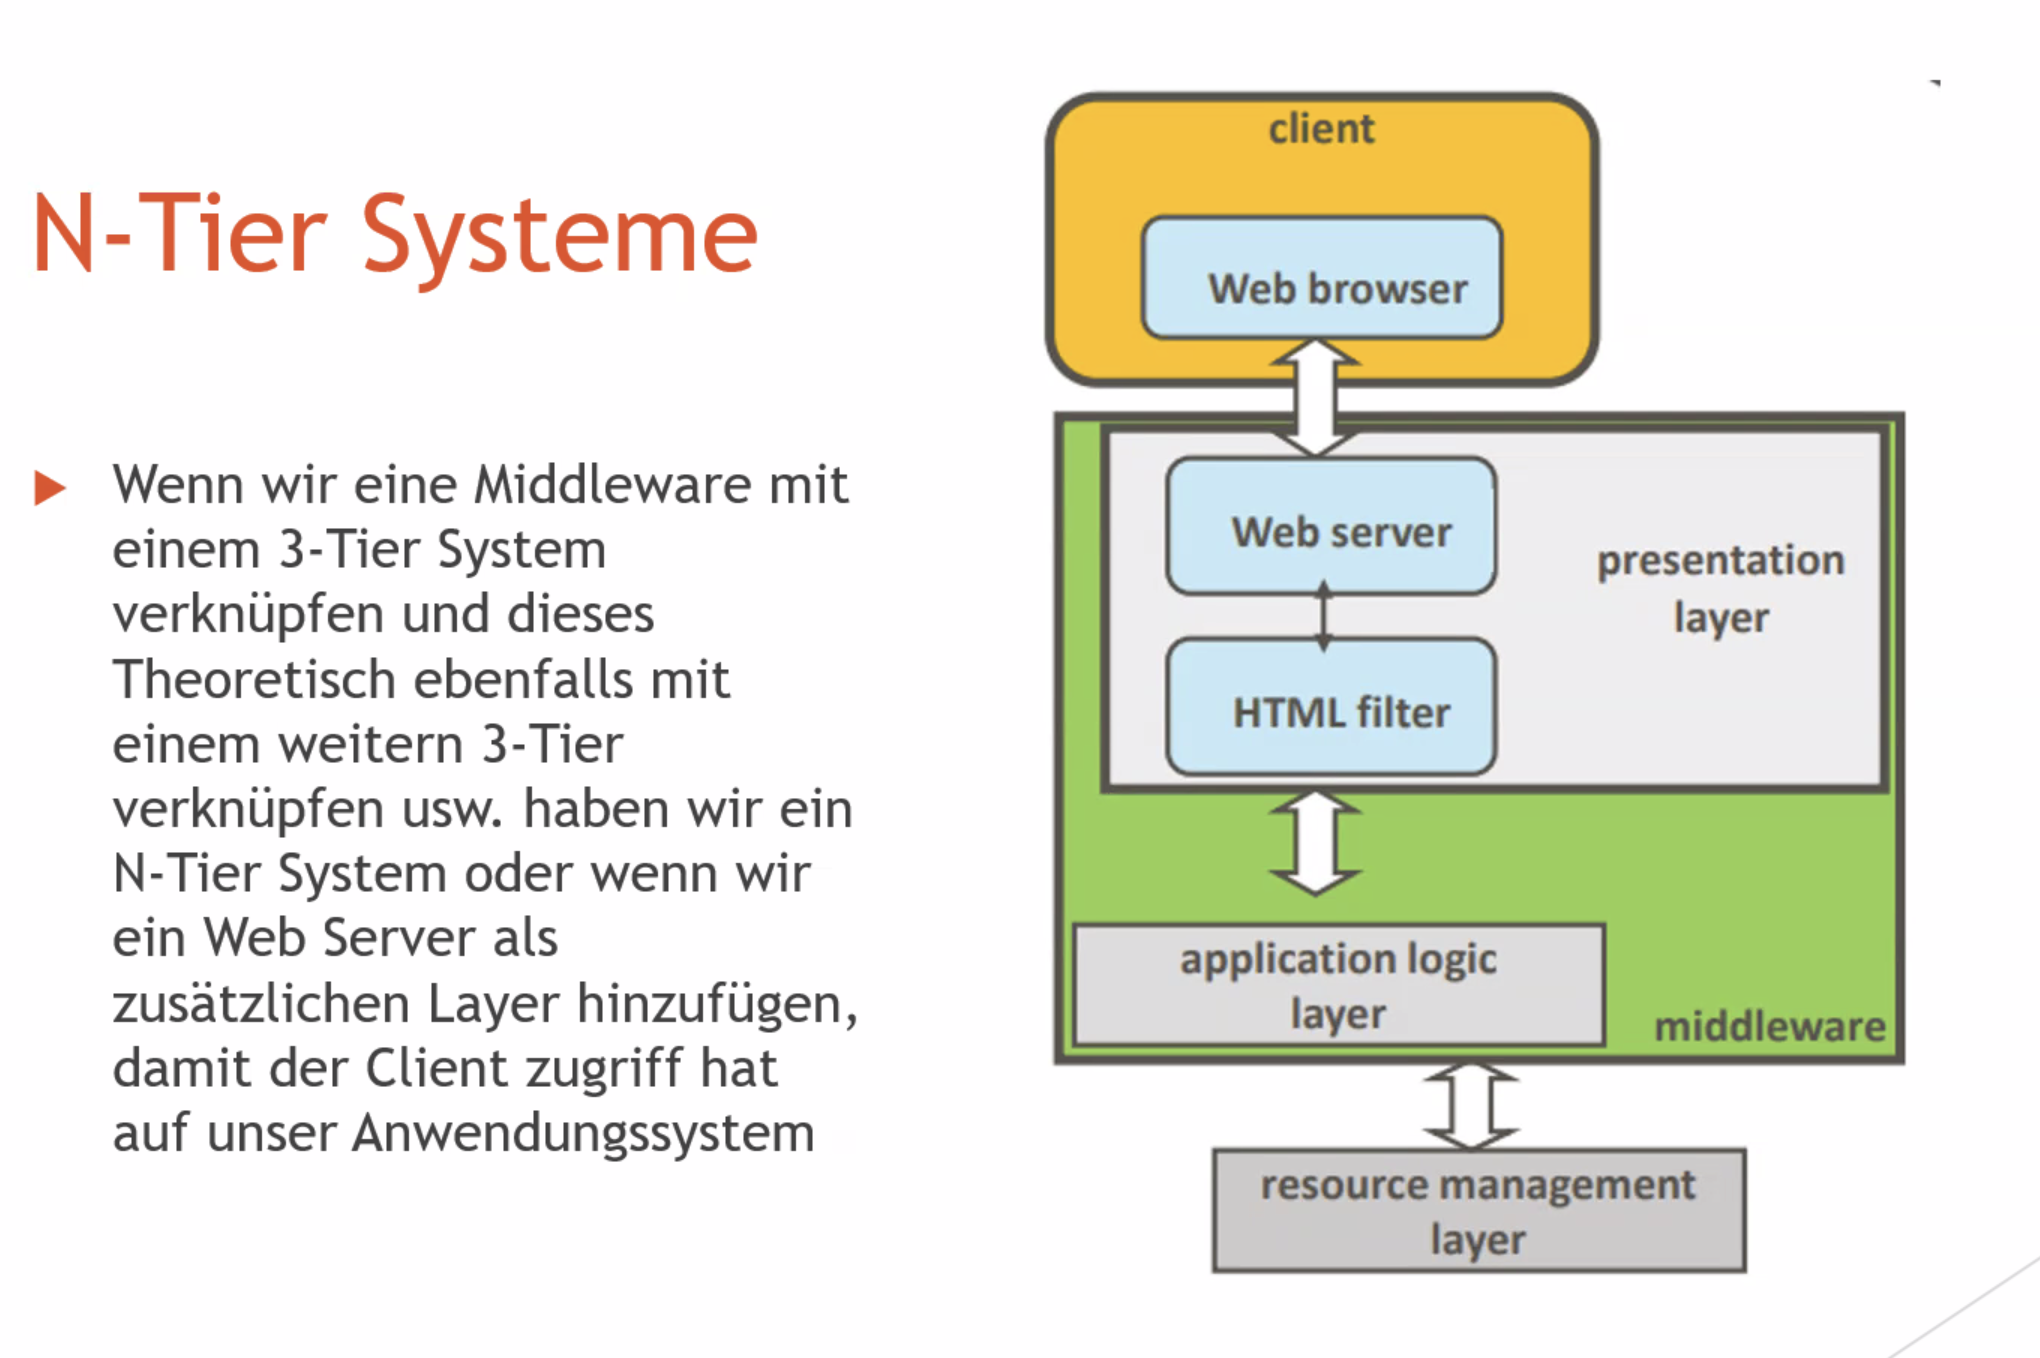 N-Tier Systeme
Wenn wir eine Middleware mit
einem 3-Tier System
verknüpfen und dieses
Theoretisch ebenfalls mit
einem weitern 3-Tier
verknüpfen usw. haben wir ein
N-Tier System oder wenn wir
ein Web Server als
zusätzlichen Layer hinzufügen,
damit der Client zugriff hat
auf unser Anwendungssystem
client
Web browser
Web server
presentation
layer
HTML filter
application logic
layer
middleware
resource management
layer